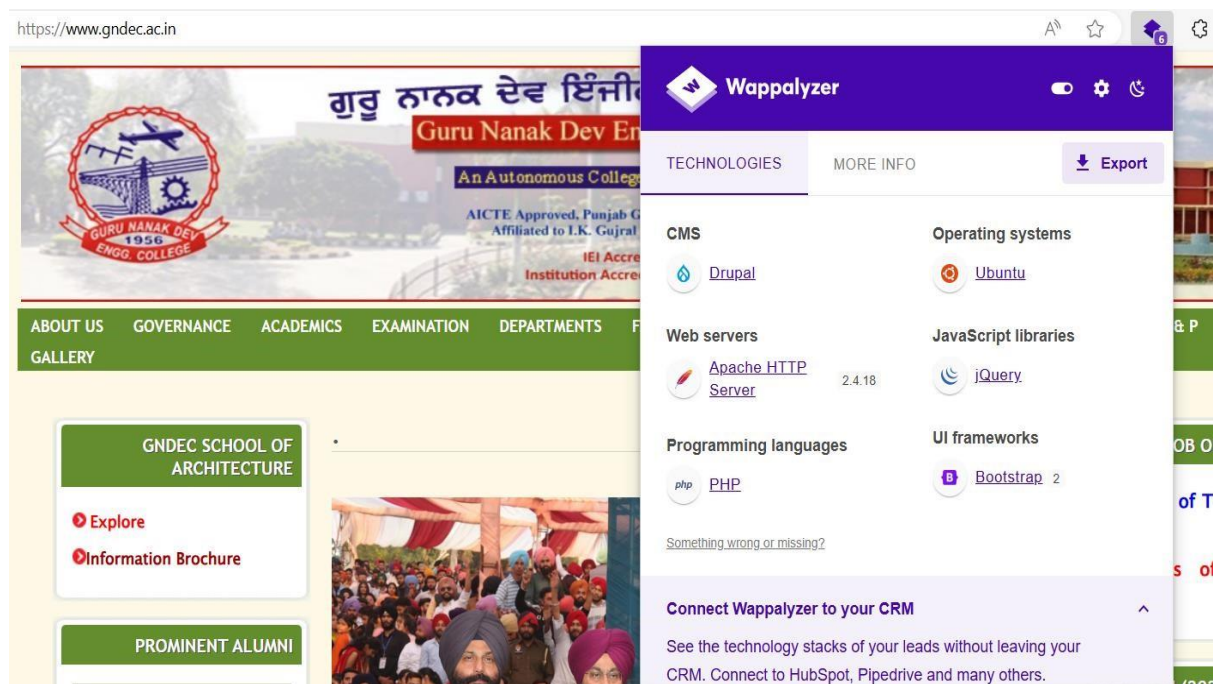 https://www.gndec.ac.in
6
ਗੁਰੂ ਨਾਨਕ ਦੇਵ ਇੰਜੀ
Guru Nanak Dev En
An Autonomous Colleg
AICTE Approved, Punjab G
Affiliated to I.K. Gujral
IEI Accre
Institution Accre
GURU NANAK DEV
1956
ENGG. COLLEGE
ABOUT US GOVERNANCE ACADEMICS EXAMINATION DEPARTMENTS F
& P
GALLERY
GNDEC SCHOOL OF
ARCHITECTURE
Explore
Information Brochure
PROMINENT ALUMNI
Wappalyzer
TECHNOLOGIES MORE INFO Export
CMS
Drupal
Operating systems
Ubuntu
Web servers
Apache HTTP
Server 2.4.18
JavaScript libraries
jQuery
Programming languages
php PHP
UI frameworks
B Bootstrap 2
Something wrong or missing?
Connect Wappalyzer to your CRM
See the technology stacks of your leads without leaving your
CRM. Connect to HubSpot, Pipedrive and many others.
OB O
of T
s of